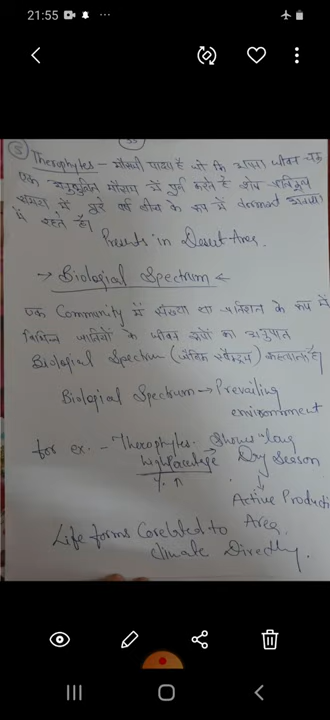 21:55
33
5 Therophytes - मौसमी पादप हैं जो कि अपना जीवन चक्र
एक अनुकूलित मौसम में पूर्ण करते हैं शेष प्रतिकूल
समय में पूरे वर्ष बीज के रूप में dormant अवस्था
में रहते हैं।
Presents in Desert Area.
→ Biological Spectrum ←
एक Community में संख्या या प्रतिशत के रूप में
विभिन्न जातियों के जीवन रूपों का अनुपात
Biological Spectrum (जैविक स्पेक्ट्रम) कहलाता है।
Biological Spectrum → Prevailing
environment
for ex. - Therophytes. Shows long
high → Dry Season
% ↑
Active Producti
Area.
Life forms Corelated to
climate Directly.